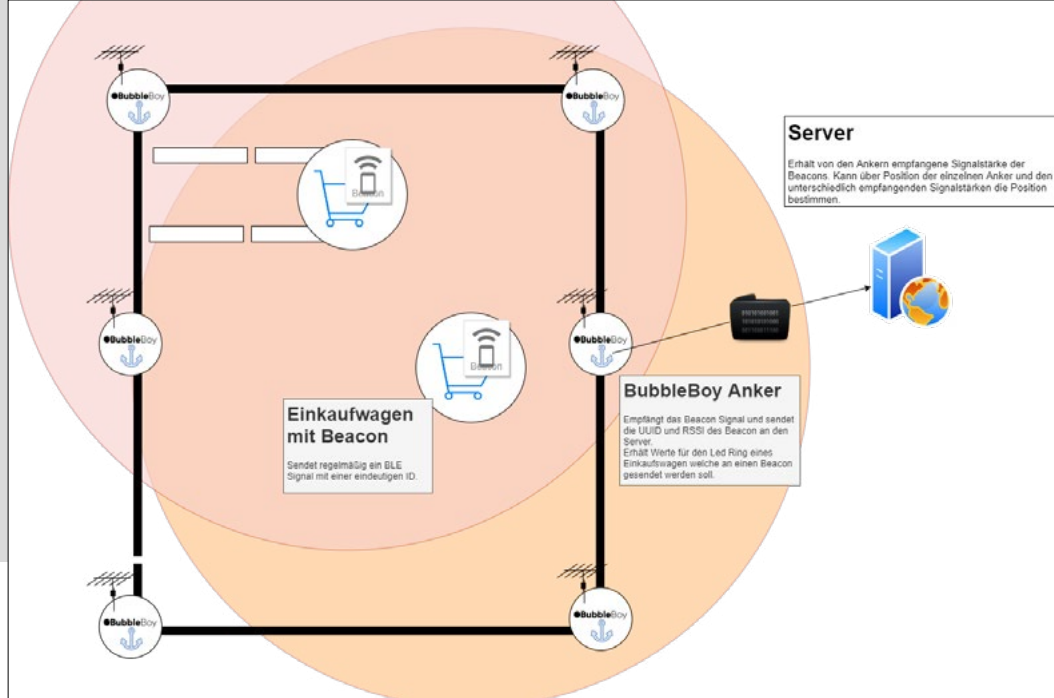 BubbleBoy
BubbleBoy
Beacon
Server
Erhält von den Ankern empfangene Signalstärke der
Beacons. Kann über Position der einzelnen Anker und den
unterschiedlich empfangenden Signalstärken die Position
bestimmen.
BubbleBoy
BubbleBoy
Beacon
BubbleBoy Anker
Empfängt das Beacon Signal und sendet
die UUID und RSSI des Beacon an den
Server.
Erhält Werte für den Led Ring eines
Einkaufswagen welche an einen Beacon
gesendet werden soll.
Einkaufwagen
mit Beacon
Sendet regelmäßig ein BLE
Signal mit einer eindeutigen ID.
BubbleBoy
BubbleBoy